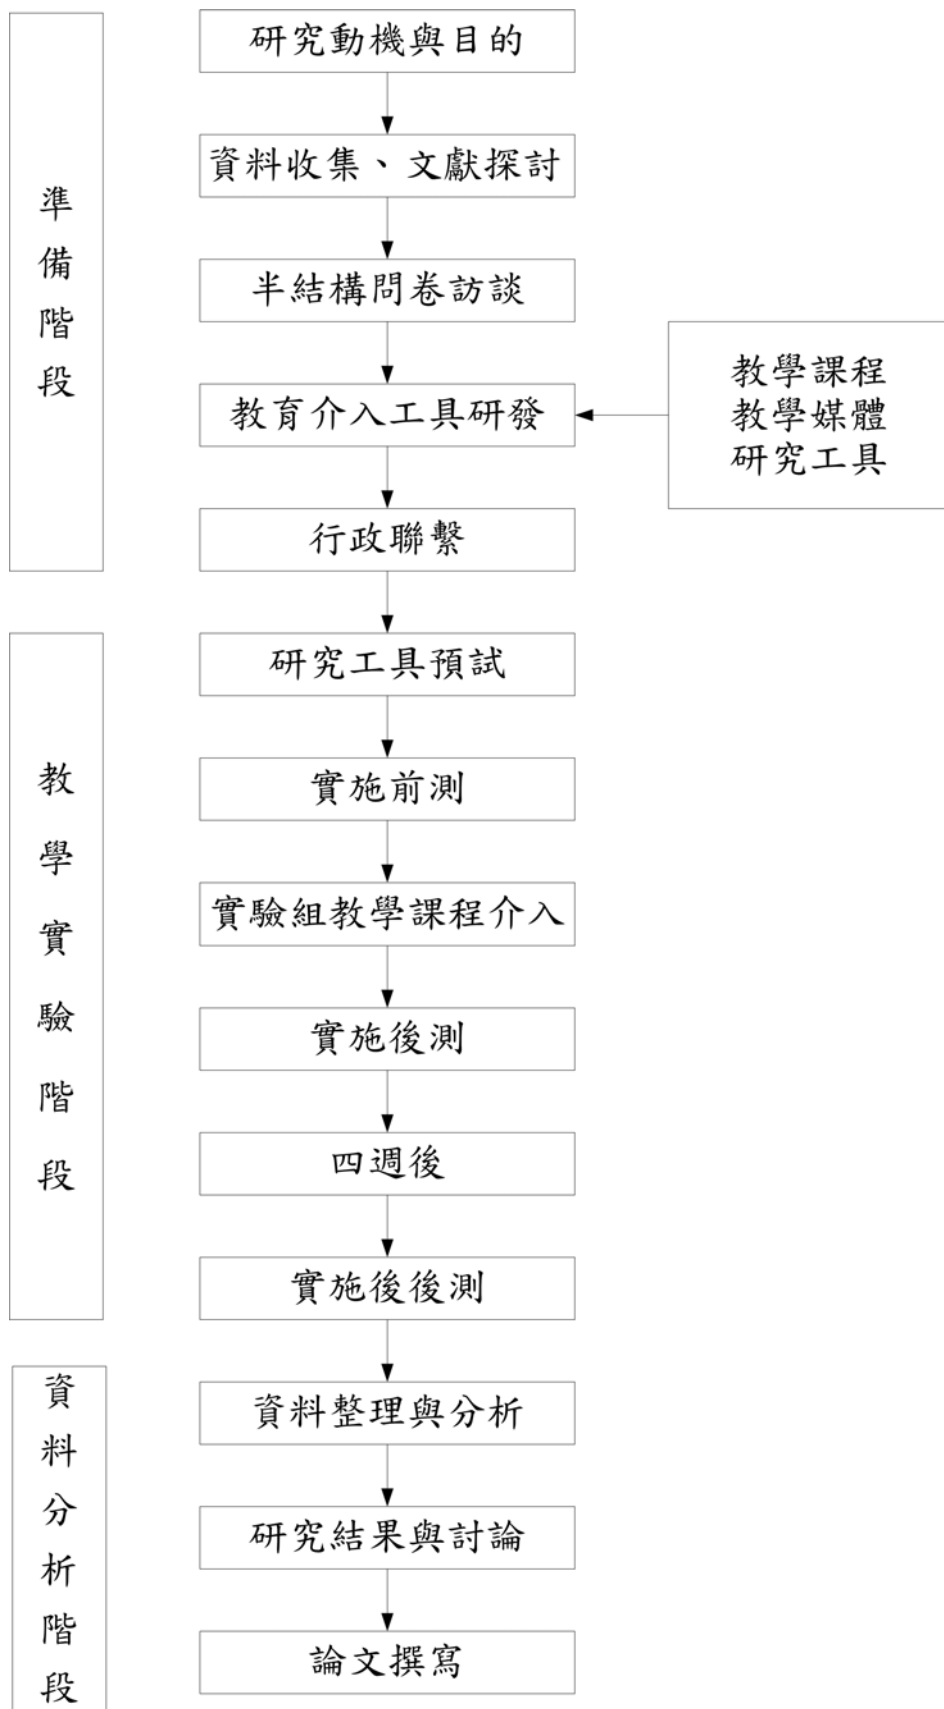 準備階段
研究動機與目的
資料收集、文獻探討
半結構問卷訪談
教育介入工具研發
教學課程
教學媒體
研究工具
行政聯繫
教學實驗階段
研究工具預試
實施前測
實驗組教學課程介入
實施後測
四週後
實施後後測
資料分析階段
資料整理與分析
研究結果與討論
論文撰寫